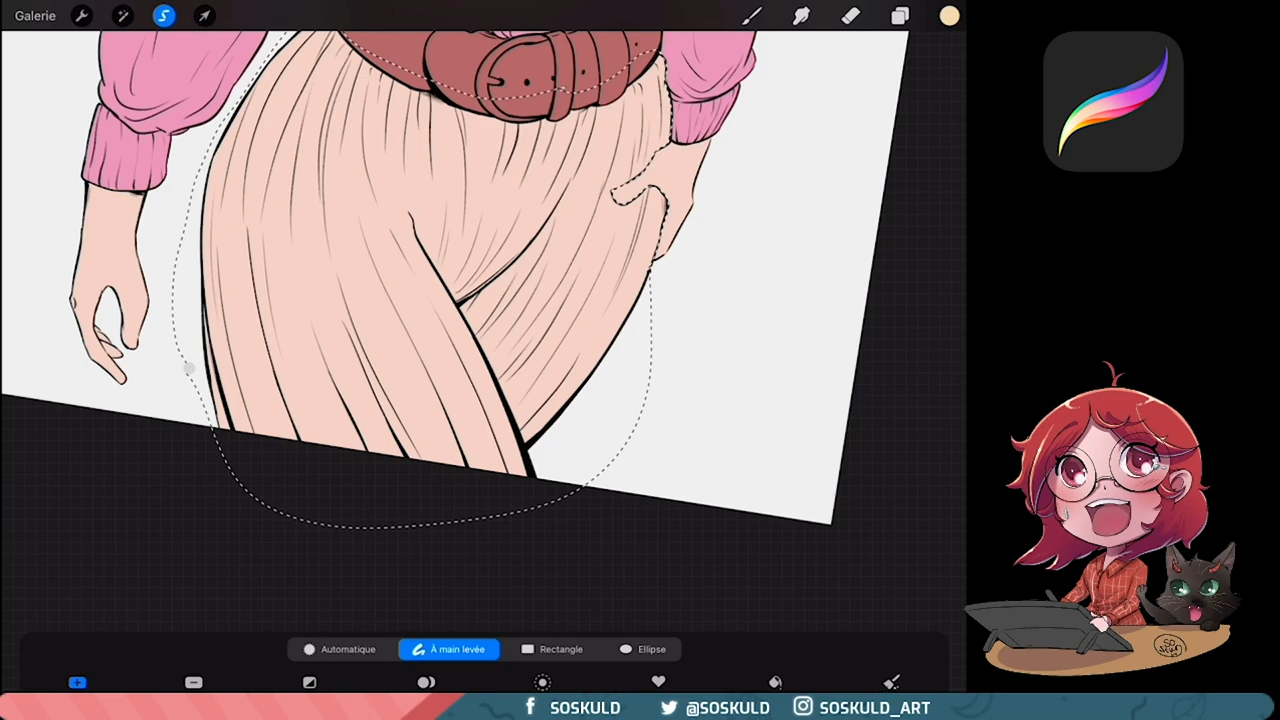 Galerie
Automatique À main levée Rectangle Ellipse
SOSKULD @SOSKULD SOSKULD_ART